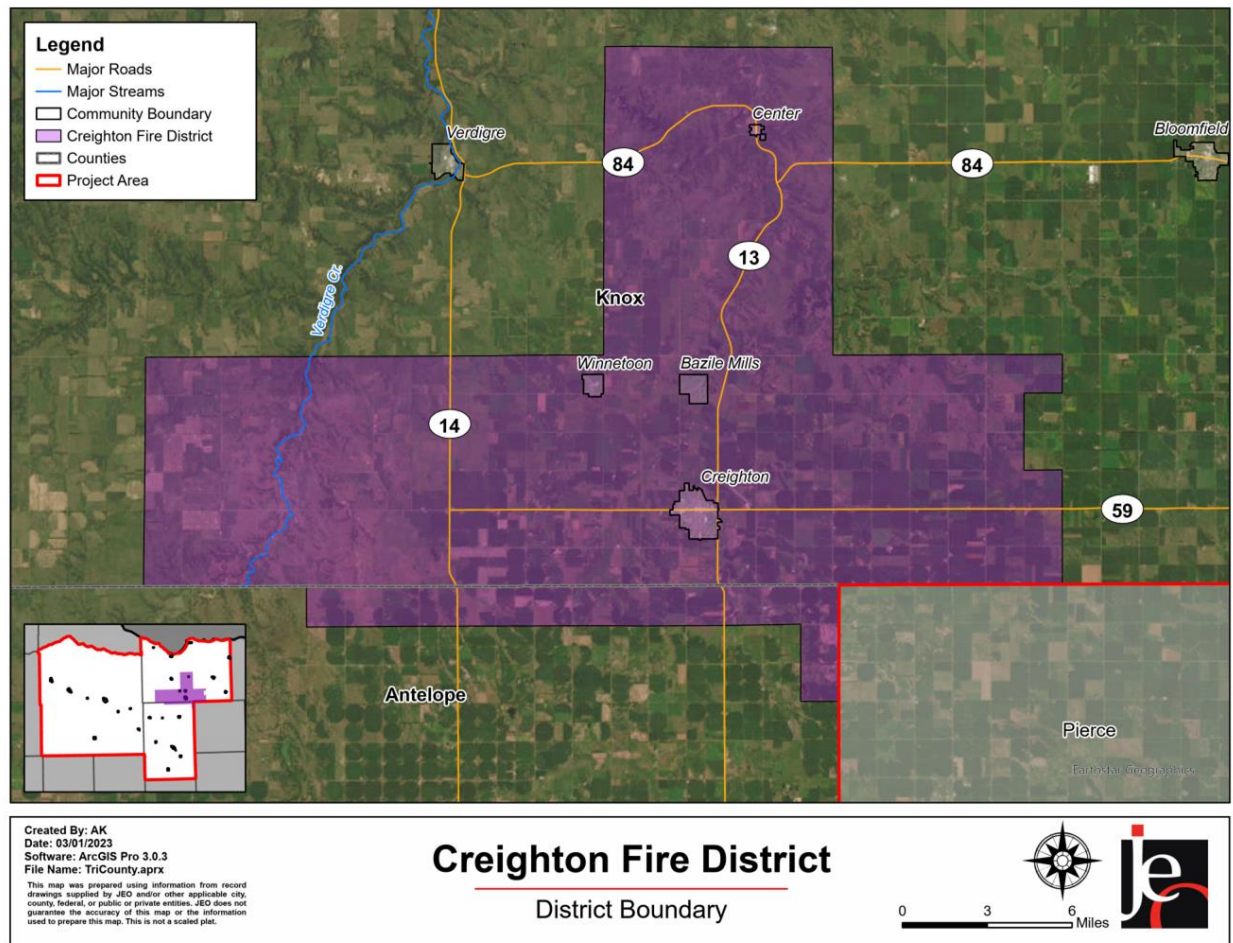 Legend
Major Roads
Major Streams
Community Boundary
Creighton Fire District
Counties
Project Area
Verdigre
Center
Bloomfield
84
84
13
Verdigre Cr.
Knox
Winnetoon
Bazile Mills
14
Creighton
59
Antelope
Pierce
Earthstar Geographics
Created By: AK
Date: 03/01/2023
Software: ArcGIS Pro 3.0.3
File Name: TriCounty.aprx
This map was prepared using information from record
drawings supplied by JEO and/or other applicable city,
county, federal, or public or private entities. JEO does not
guarantee the accuracy of this map or the information
used to prepare this map. This is not a scaled plat.
Creighton Fire District
District Boundary
0 3 6
Miles
jeo